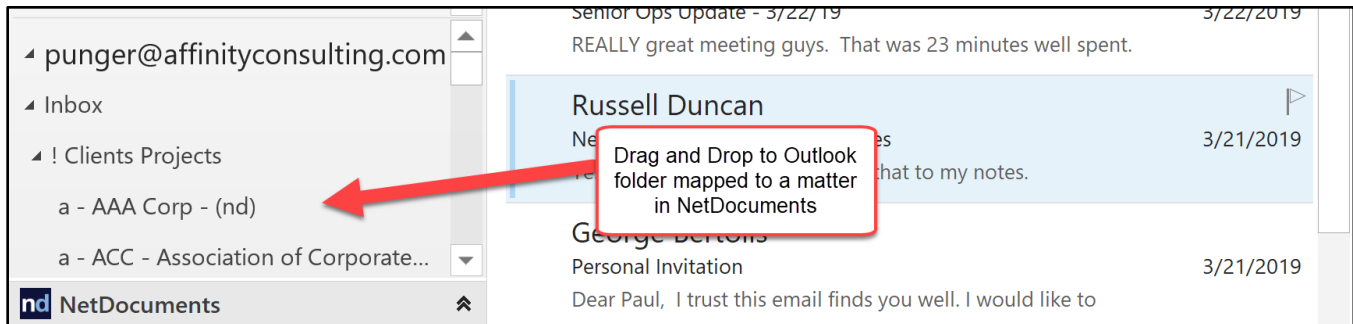 punger@affinityconsulting.com
Inbox
! Clients Projects
a - AAA Corp - (nd)
a - ACC - Association of Corporate...
nd NetDocuments
Senior Ops Update - 3/22/19 3/22/2019
REALLY great meeting guys. That was 23 minutes well spent.
Russell Duncan
Ne es 3/21/2019
that to my notes.
Drag and Drop to Outlook
folder mapped to a matter
in NetDocuments
George Bertolis
Personal Invitation 3/21/2019
Dear Paul, I trust this email finds you well. I would like to